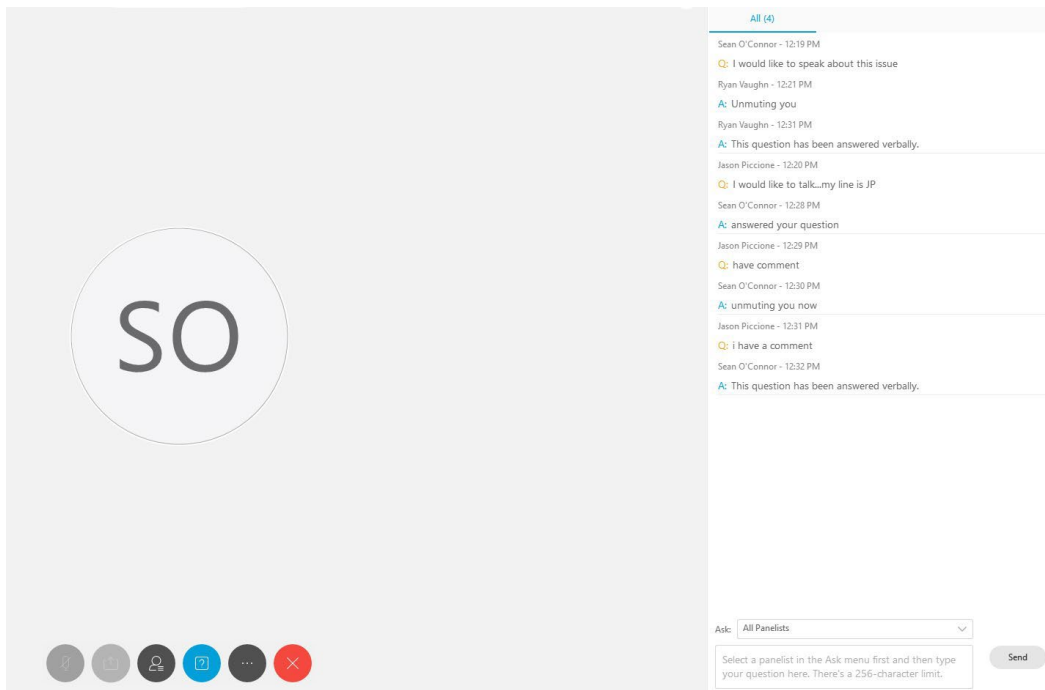 All (4)
Sean O'Connor - 12:19 PM
Q: I would like to speak about this issue
Ryan Vaughn - 12:21 PM
A: Unmuting you
Ryan Vaughn - 12:31 PM
A: This question has been answered verbally.
Jason Piccione - 12:20 PM
Q: I would like to talk...my line is JP
Sean O'Connor - 12:28 PM
A: answered your question
Jason Piccione - 12:29 PM
Q: have comment
Sean O'Connor - 12:30 PM
A: unmuting you now
Jason Piccione - 12:31 PM
Q: i have a comment
Sean O'Connor - 12:32 PM
A: This question has been answered verbally.
SO
Ask: All Panelists
Select a panelist in the Ask menu first and then type
your question here. There's a 256-character limit.
Send